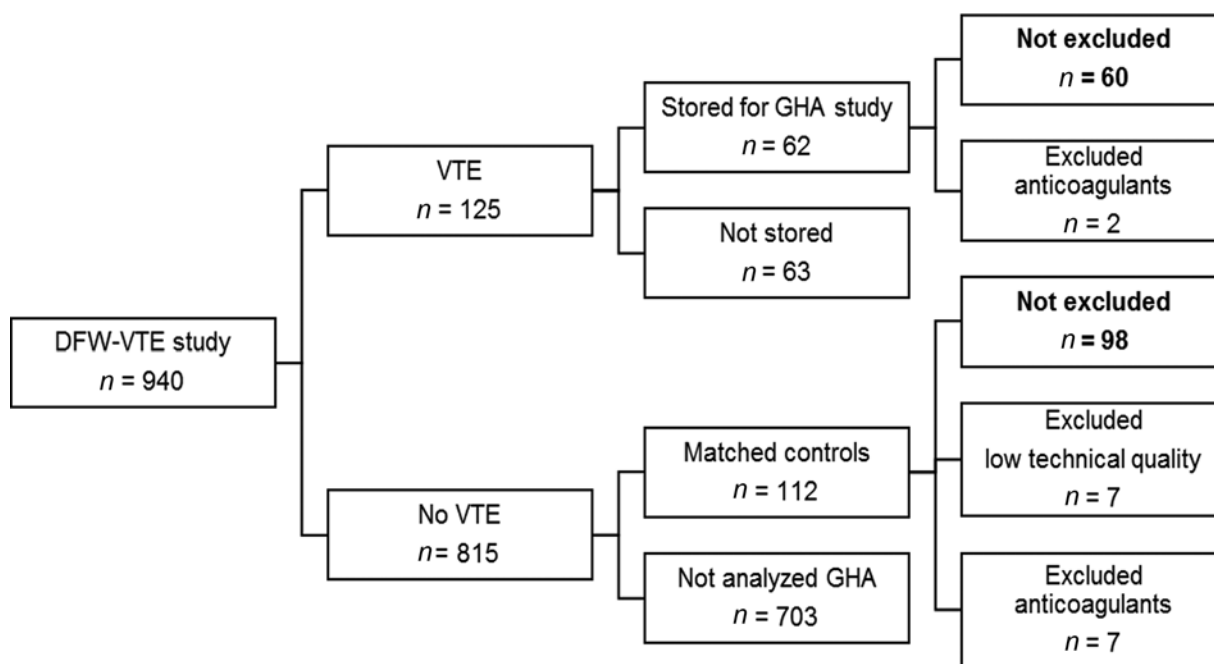 DFW-VTE study
n = 940
VTE
n = 125
No VTE
n = 815
Stored for GHA study
n = 62
Not stored
n = 63
Matched controls
n = 112
Not analyzed GHA
n = 703
Not excluded
n = 60
Excluded
anticoagulants
n = 2
Not excluded
n = 98
Excluded
low technical quality
n = 7
Excluded
anticoagulants
n = 7